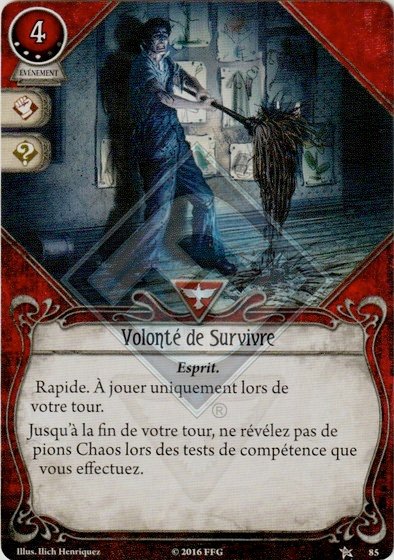 4
ÉVÉNEMENT
Volonté de Survivre
Esprit.
Rapide. À jouer uniquement lors de
votre tour.
Jusqu'à la fin de votre tour, ne révélez pas de
pions Chaos lors des tests de compétence que
vous effectuez.
®
Illus. Ilich Henriquez
© 2016 FFG
85